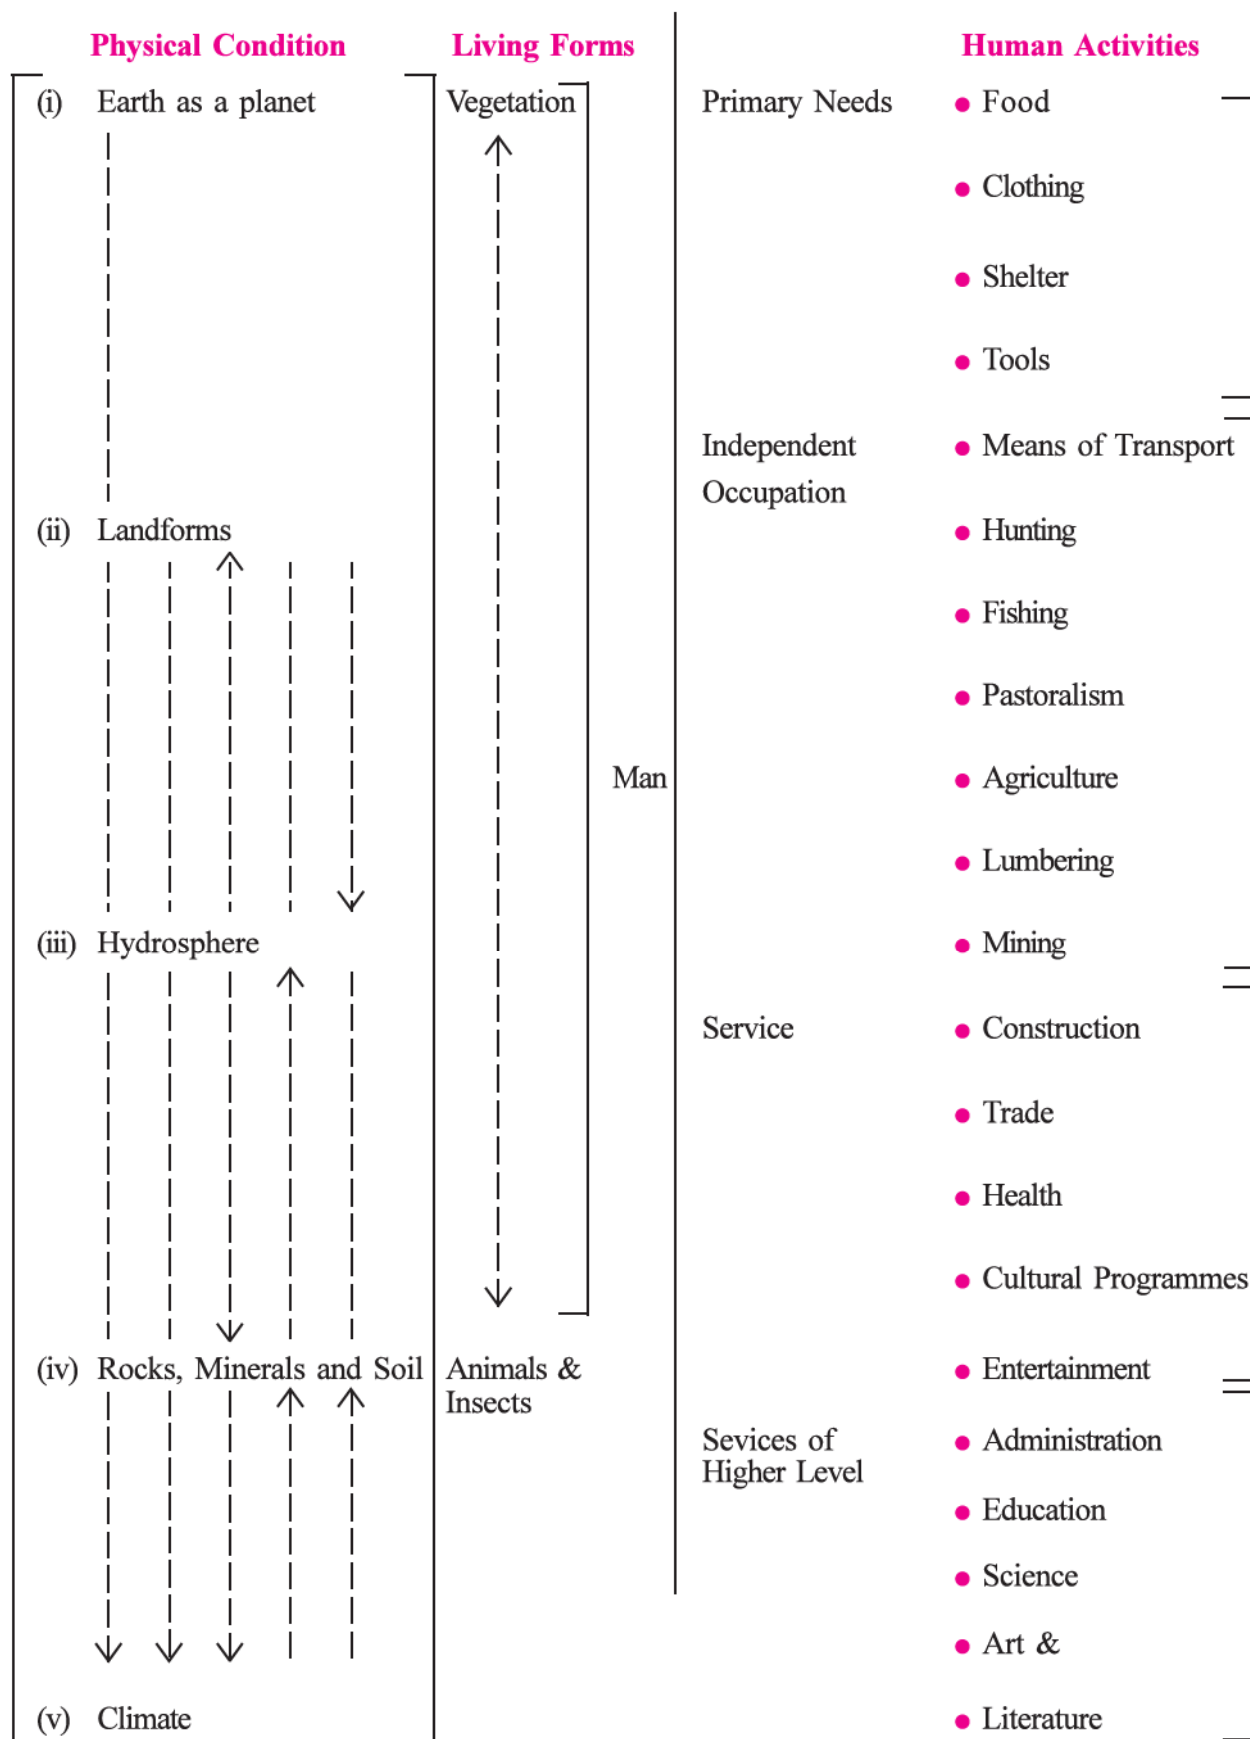 Physical Condition
Living Forms
Human Activities
(i) Earth as a planet
Vegetation
Primary Needs
• Food
• Clothing
• Shelter
• Tools
Independent
Occupation
• Means of Transport
(ii) Landforms
• Hunting
• Fishing
• Pastoralism
Man
• Agriculture
• Lumbering
(iii) Hydrosphere
• Mining
Service
• Construction
• Trade
• Health
• Cultural Programmes
(iv) Rocks, Minerals and Soil
Animals &
Insects
• Entertainment
Sevices of
Higher Level
• Administration
• Education
• Science
• Art &
(v) Climate
• Literature